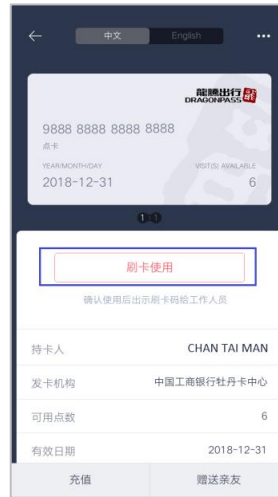 中文 English
龍騰出行
DRAGONPASS
9888 8888 8888 8888
点卡
YEAR/MONTH/DAY VISIT(S) AVAILABLE
2018-12-31 6
刷卡使用
确认使用后出示刷卡码给工作人员
持卡人 CHAN TAI MAN
发卡机构 中国工商银行牡丹卡中心
可用点数 6
有效日期 2018-12-31
充值 赠送亲友